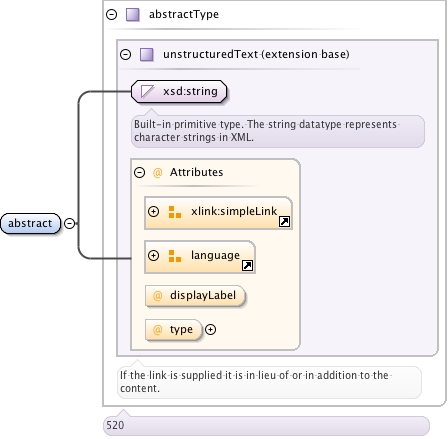 abstractType
unstructuredText (extension base)
xsd:string
Built-in primitive type. The string datatype represents
character strings in XML.
@ Attributes
xlink:simpleLink
abstract
language
@ displayLabel
@ type
If the link is supplied it is in lieu of or in addition to the
content.
520